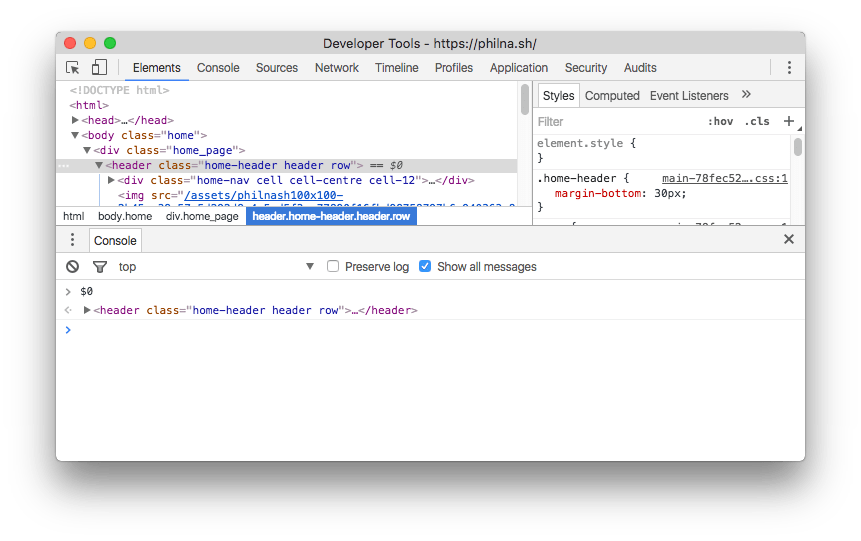 Developer Tools - https://philna.sh/
Elements Console Sources Network Timeline Profiles Application Security Audits
<!DOCTYPE html>
<html>
<head>…</head>
<body class="home">
<div class="home_page">
<header class="home-header header row"> == $0
<div class="home-nav cell cell-centre cell-12">…</div>
<img src="/assets/philnash100x100-
html body.home div.home_page header.home-header.header.row
Styles Computed Event Listeners »
Filter :hov .cls +
element.style {
}
.home-header { main-78fec52….css:1
margin-bottom: 30px;
}
Console
top Preserve log Show all messages
> $0
<header class="home-header header row">…</header>
>